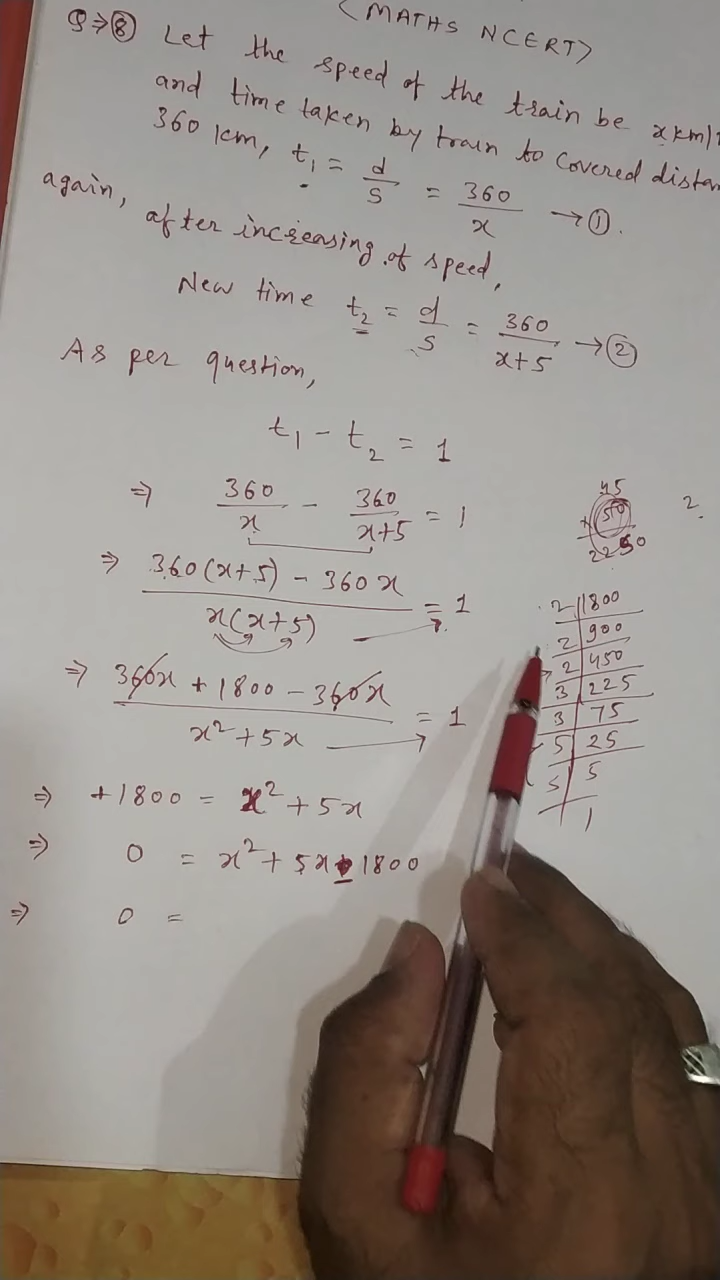 <MATHS NCERT>
Q⇒⑧ Let the speed of the train be x km/
and time taken by train to covered distan
360 km, t₁ = d/s = 360/x → ①.
again, after increasing of speed,
New time t₂ = d/s = 360/(x+5) → ②
As per question,
t₁ - t₂ = 1
⇒ 360/x - 360/(x+5) = 1
⇒ (360(x+5) - 360x)/(x(x+5)) = 1
⇒ (360x + 1800 - 360x)/(x² + 5x) = 1
⇒ +1800 = x² + 5x
⇒ 0 = x² + 5x - 1800
⇒ 0 =
45
2.
2 | 1800
2 | 900
2 | 450
3 | 225
3 | 75
5 | 25
5 | 5
1